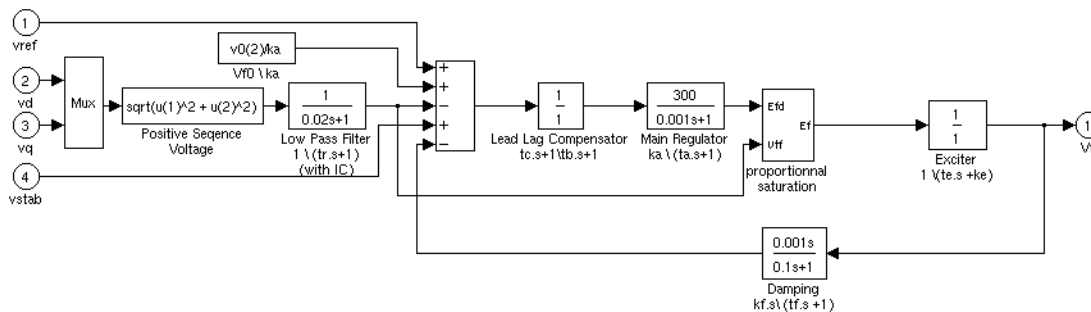 1
vref
2
vd
3
vq
4
vstab
Mux
sqrt(u(1)^2 + u(2)^2)
Positive Seqence
Voltage
v0(2)/ka
Vf0 \ ka
1
0.02s+1
Low Pass Filter
1 \ (tr.s+1)
(with IC)
+
+
−
+
−
1
1
Lead Lag Compensator
tc.s+1\tb.s+1
300
0.001s+1
Main Regulator
ka \ (ta.s+1)
Efd
Vtf
Ef
proportionnal
saturation
1
1
Exciter
1 \(te.s +ke)
0.001s
0.1s+1
Damping
kf.s\ (tf.s +1)
1